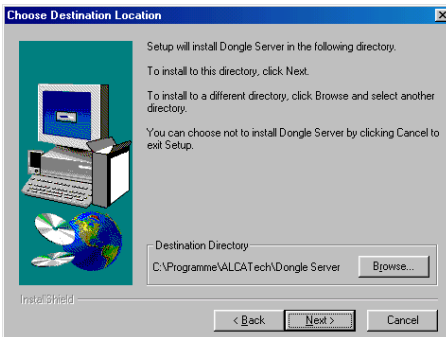 Choose Destination Location
Setup will install Dongle Server in the following directory.
To install to this directory, click Next.
To install to a different directory, click Browse and select another
directory.
You can choose not to install Dongle Server by clicking Cancel to
exit Setup.
Destination Directory
C:\Programme\ALCATech\Dongle Server
Browse...
InstallShield
< Back
Next >
Cancel